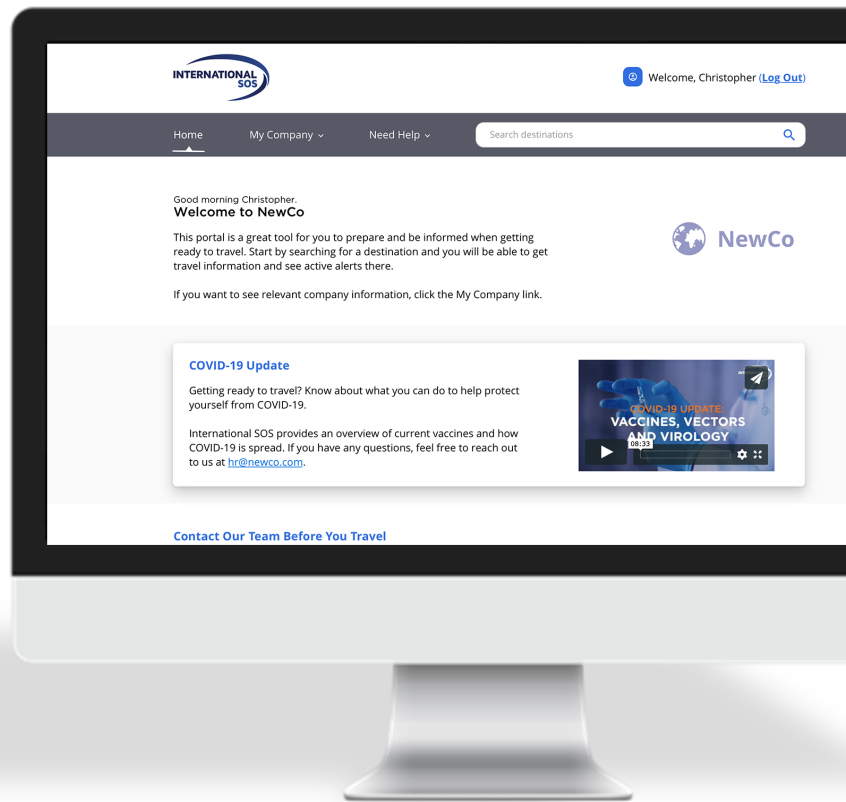 INTERNATIONAL
SOS
Welcome, Christopher (Log Out)
Home
My Company
Need Help
Search destinations
Good morning Christopher.
Welcome to NewCo
This portal is a great tool for you to prepare and be informed when getting
ready to travel. Start by searching for a destination and you will be able to get
travel information and see active alerts there.
If you want to see relevant company information, click the My Company link.
NewCo
COVID-19 Update
Getting ready to travel? Know about what you can do to help protect
yourself from COVID-19.
International SOS provides an overview of current vaccines and how
COVID-19 is spread. If you have any questions, feel free to reach out
to us at hr@newco.com.
COVID-19 UPDATE:
VACCINES, VECTORS
AND VIROLOGY
08:33
Contact Our Team Before You Travel